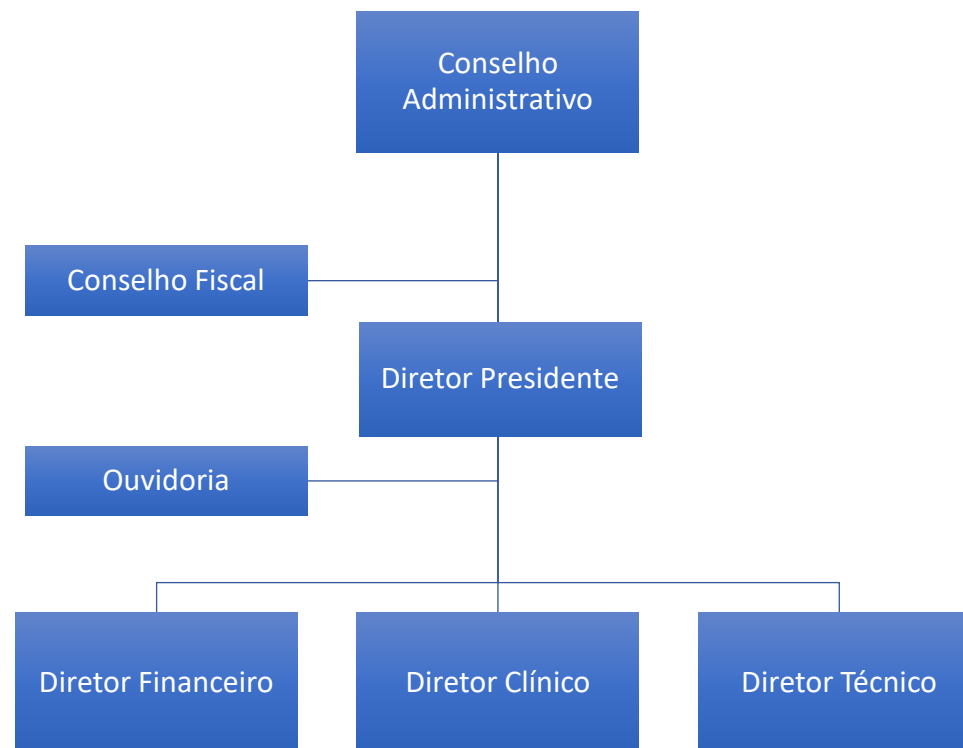 Conselho
Administrativo
Conselho Fiscal
Diretor Presidente
Ouvidoria
Diretor Financeiro
Diretor Clínico
Diretor Técnico